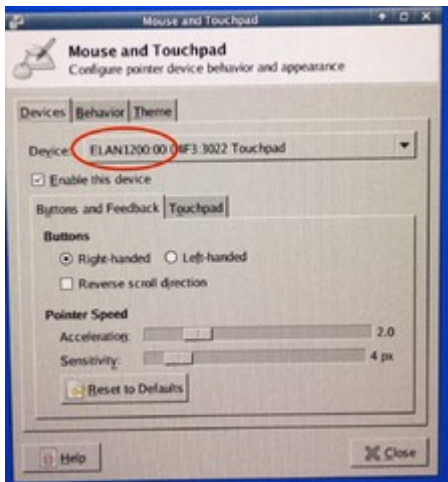 Mouse and Touchpad
Mouse and Touchpad
Configure pointer device behavior and appearance
Devices Behavior Theme
Device: ELAN1200:00 04F3:3022 Touchpad
Enable this device
Buttons and Feedback Touchpad
Buttons
Right-handed Left-handed
Reverse scroll direction
Pointer Speed
Acceleration: 2.0
Sensitivity: 4 px
Reset to Defaults
Help Close